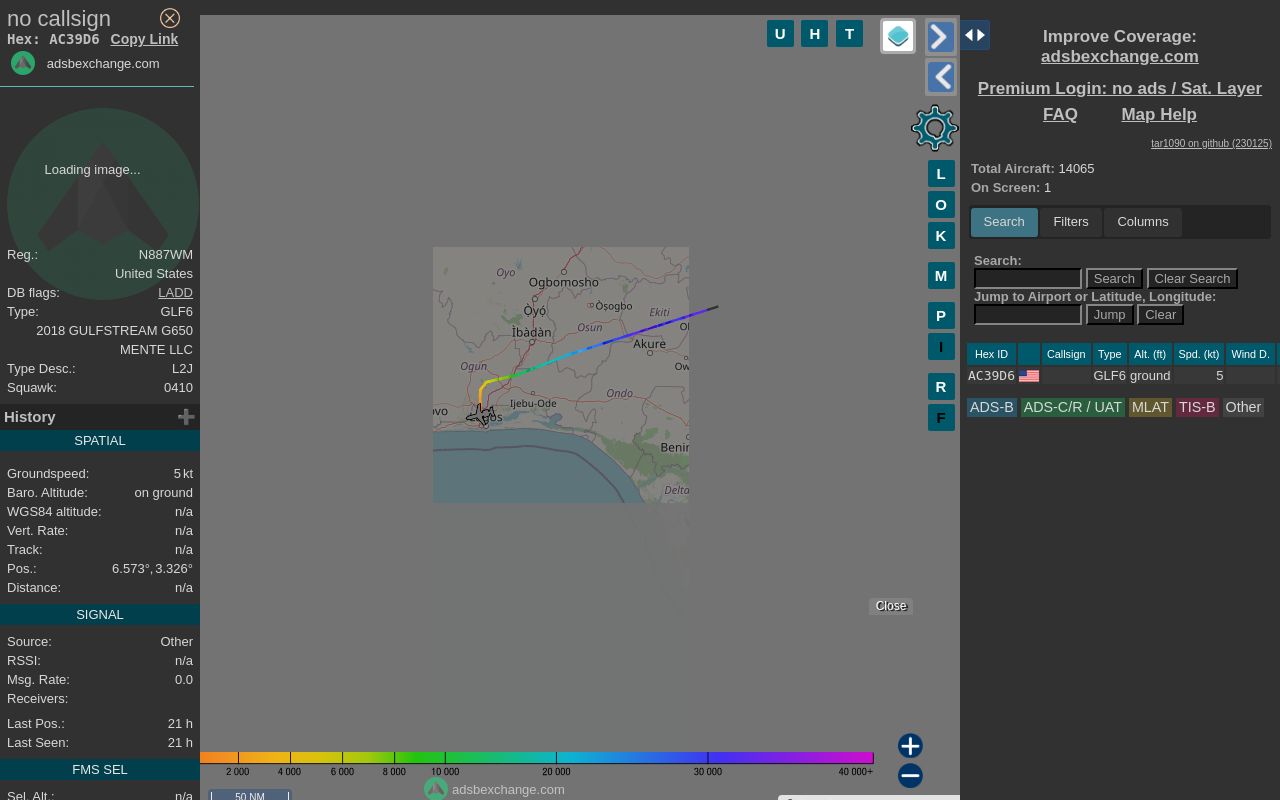 no callsign
Hex: AC39D6 Copy Link
adsbexchange.com
Loading image...
Reg.: N887WM
United States
DB flags: LADD
Type: GLF6
2018 GULFSTREAM G650
MENTE LLC
Type Desc.: L2J
Squawk: 0410
History
SPATIAL
Groundspeed: 5 kt
Baro. Altitude: on ground
WGS84 altitude: n/a
Vert. Rate: n/a
Track: n/a
Pos.: 6.573°, 3.326°
Distance: n/a
SIGNAL
Source: Other
RSSI: n/a
Msg. Rate: 0.0
Receivers:
Last Pos.: 21 h
Last Seen: 21 h
FMS SEL
Sel. Alt.: n/a
U H T
L
O
K
M
P
I
R
F
Oyo
Ogbomosho
Òyó
Òṣogbo
Ekiti
Ìbàdàn
Osun
Akure
Ogun
Ondo
Ijebu-Ode
Benin
Delta
Close
2 000 4 000 6 000 8 000 10 000 20 000 30 000 40 000+
adsbexchange.com
50 NM
Improve Coverage:
adsbexchange.com
Premium Login: no ads / Sat. Layer
FAQ Map Help
tar1090 on github (230125)
Total Aircraft: 14065
On Screen: 1
Search Filters Columns
Search:
Search Clear Search
Jump to Airport or Latitude, Longitude:
Jump Clear
Hex ID Callsign Type Alt. (ft) Spd. (kt) Wind D.
AC39D6 GLF6 ground 5
ADS-B ADS-C/R / UAT MLAT TIS-B Other